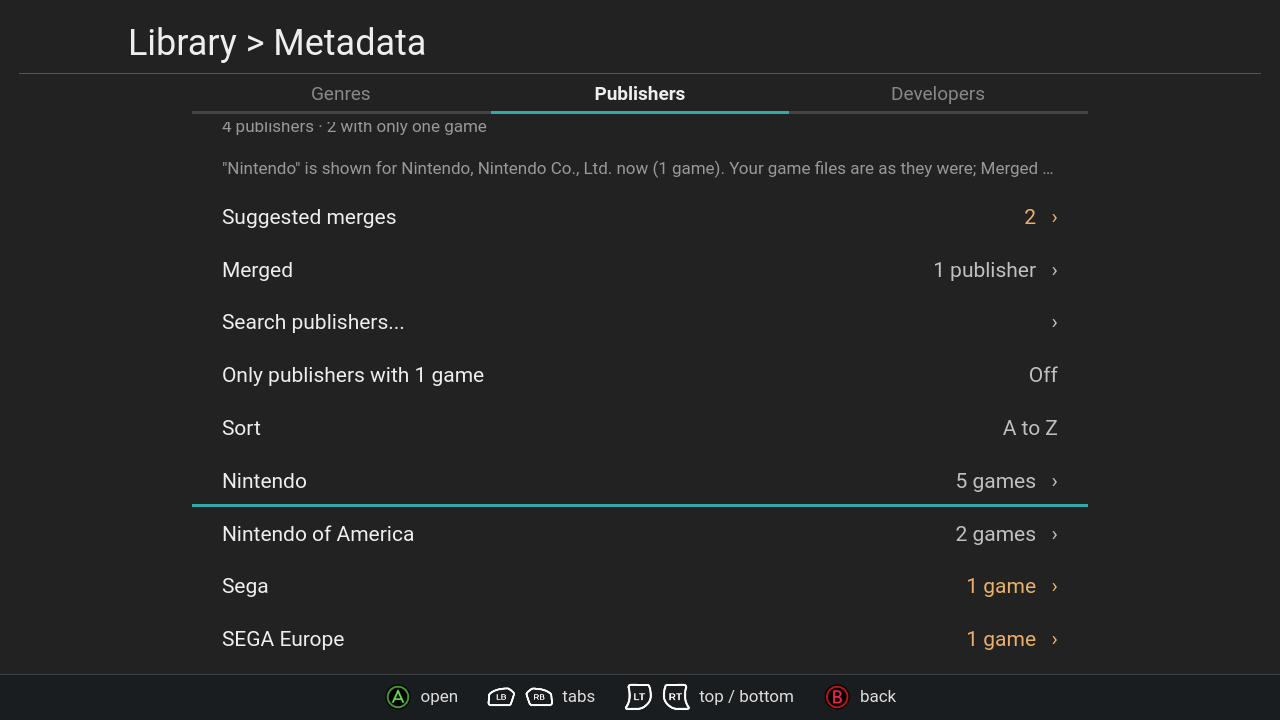 Library > Metadata
Genres
Publishers
Developers
4 publishers · 2 with only one game
"Nintendo" is shown for Nintendo, Nintendo Co., Ltd. now (1 game). Your game files are as they were; Merged ...
Suggested merges 2 ›
Merged 1 publisher ›
Search publishers... ›
Only publishers with 1 game Off
Sort A to Z
Nintendo 5 games ›
Nintendo of America 2 games ›
Sega 1 game ›
SEGA Europe 1 game ›
A open LB RB tabs LT RT top / bottom B back